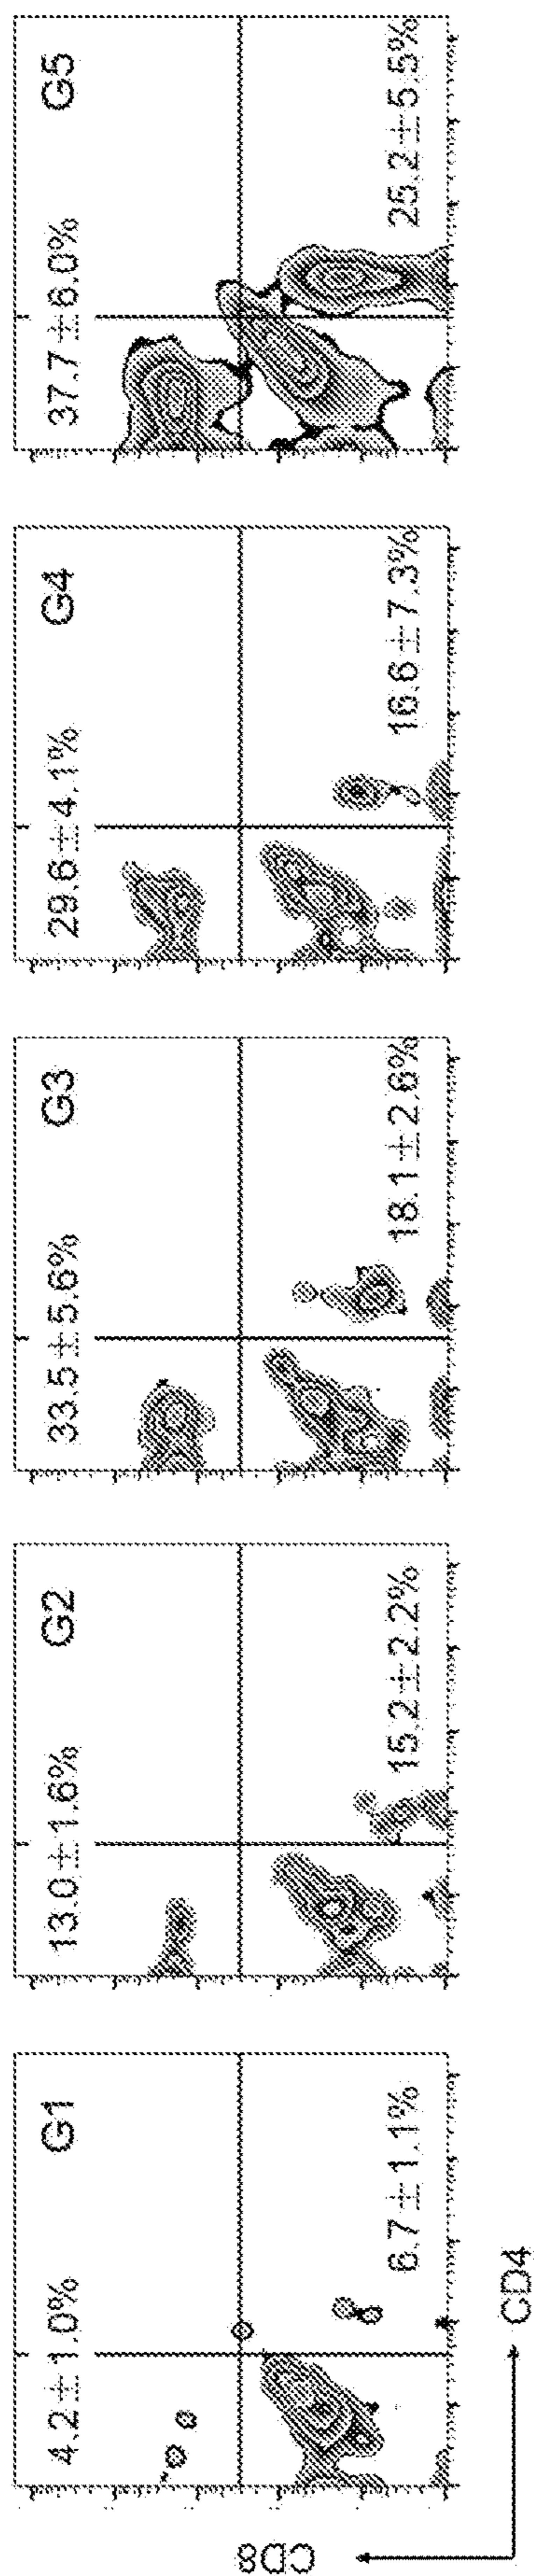 4.2±1.0%
G1
6.7±1.1%
13.0±1.6%
G2
15.2±2.2%
33.5±5.6%
G3
18.1±2.6%
29.6±4.1%
G4
16.6±7.3%
37.7±6.0%
G5
25.2±5.5%
CD8
CD4